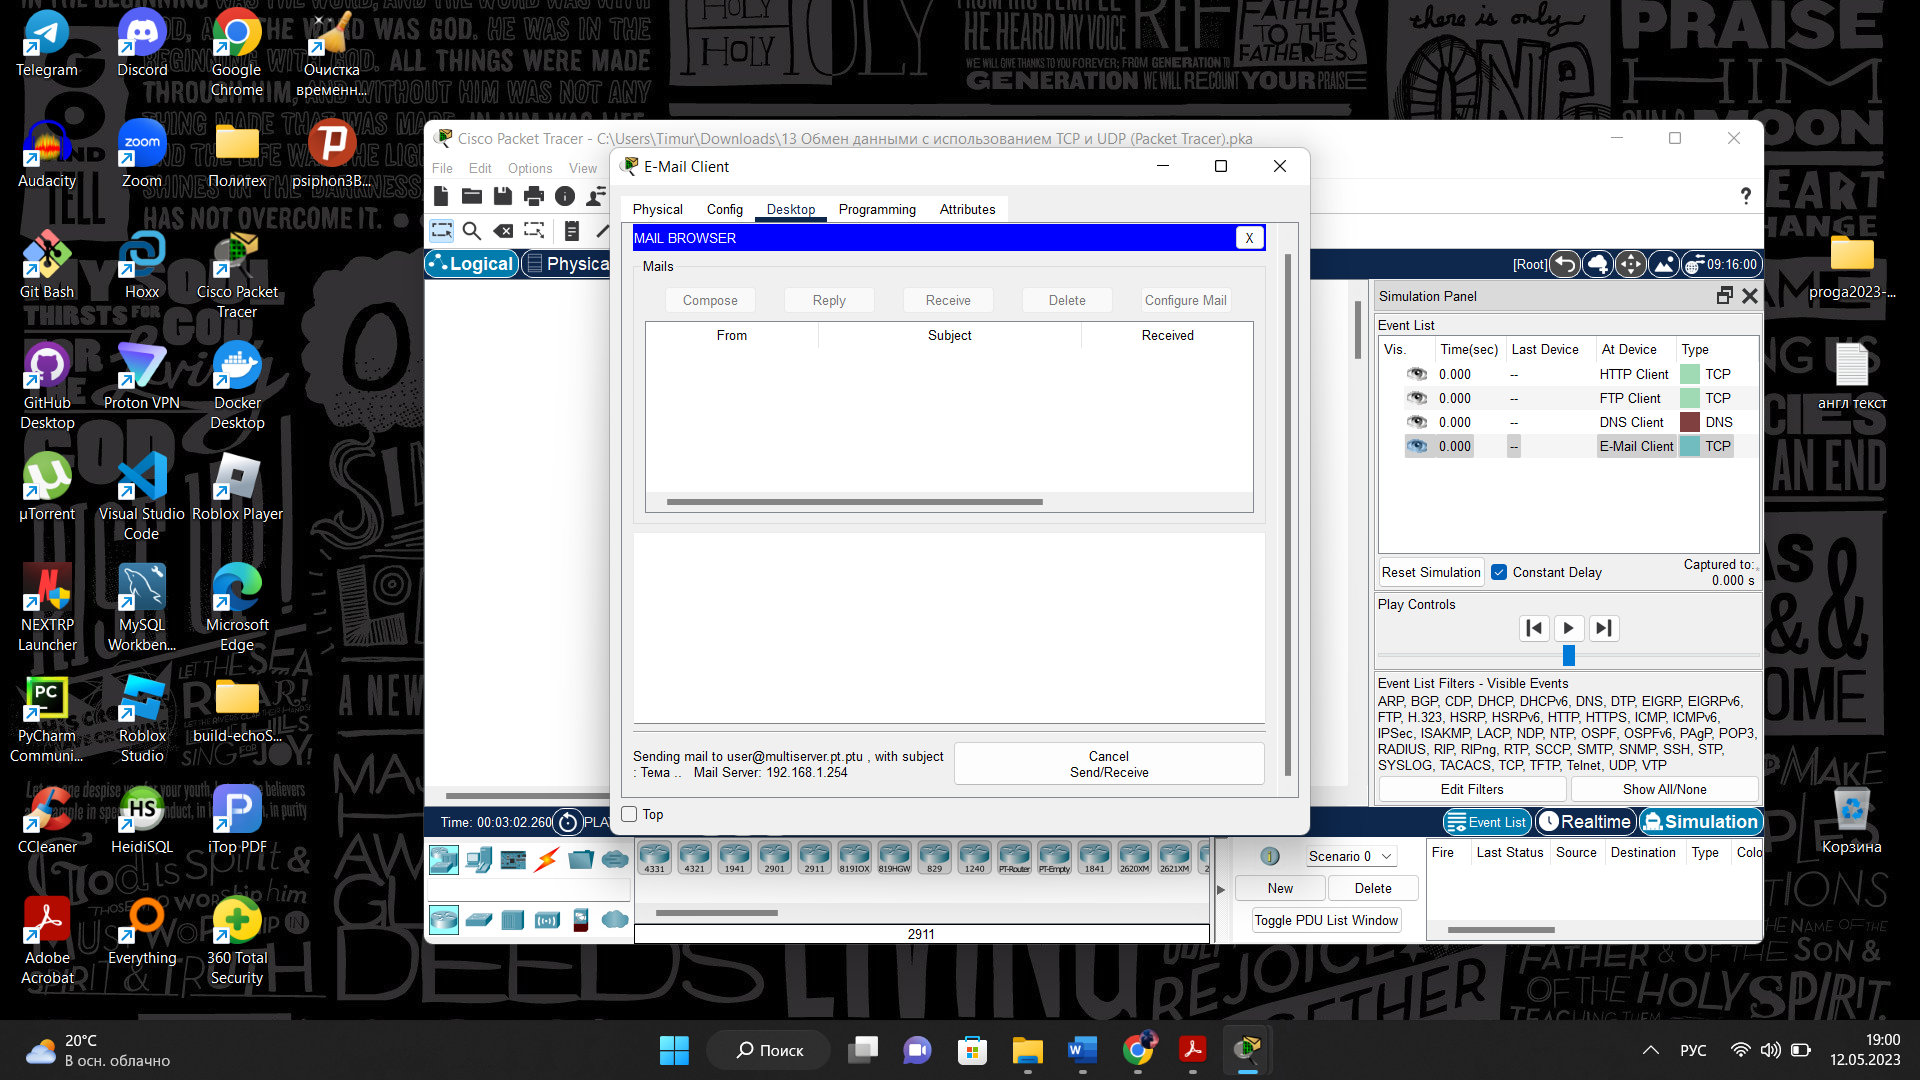 Telegram
Discord
Google Chrome
Очистка временн...
Audacity
Zoom
Политех
psiphon3B...
Git Bash
Hoxx
Cisco Packet Tracer
GitHub Desktop
Proton VPN
Docker Desktop
µTorrent
Visual Studio Code
Roblox Player
NEXTRP Launcher
MySQL Workben...
Microsoft Edge
PyCharm Communi...
Roblox Studio
build-echoS...
CCleaner
HeidiSQL
iTop PDF
Adobe Acrobat
Everything
360 Total Security
proga2023-...
англ текст
Корзина
Cisco Packet Tracer - C:\Users\Timur\Downloads\13 Обмен данными с использованием TCP и UDP (Packet Tracer).pka
File Edit Options View
?
Logical Physica
[Root] 09:16:00
E-Mail Client
Physical Config Desktop Programming Attributes
MAIL BROWSER X
Mails
Compose Reply Receive Delete Configure Mail
From Subject Received
Sending mail to user@multiserver.pt.ptu , with subject : Тема .. Mail Server: 192.168.1.254
Cancel
Send/Receive
Top
Simulation Panel
Event List
Vis. Time(sec) Last Device At Device Type
0.000 -- HTTP Client TCP
0.000 -- FTP Client TCP
0.000 -- DNS Client DNS
0.000 -- E-Mail Client TCP
Reset Simulation Constant Delay Captured to:
0.000 s
Play Controls
Event List Filters - Visible Events
ARP, BGP, CDP, DHCP, DHCPv6, DNS, DTP, EIGRP, EIGRPv6,
FTP, H.323, HSRP, HSRPv6, HTTP, HTTPS, ICMP, ICMPv6,
IPSec, ISAKMP, LACP, NDP, NTP, OSPF, OSPFv6, PAgP, POP3,
RADIUS, RIP, RIPng, RTP, SCCP, SMTP, SNMP, SSH, STP,
SYSLOG, TACACS, TCP, TFTP, Telnet, UDP, VTP
Edit Filters Show All/None
Time: 00:03:02.260 PLA
Event List Realtime Simulation
4331 4321 1941 2901 2911 819IOX 819HGW 829 1240 PT-Router PT-Empty 1841 2620XM 2621XM 2
2911
Scenario 0
New Delete
Toggle PDU List Window
Fire Last Status Source Destination Type Colo
20°C
В осн. облачно
Поиск
РУС
19:00
12.05.2023